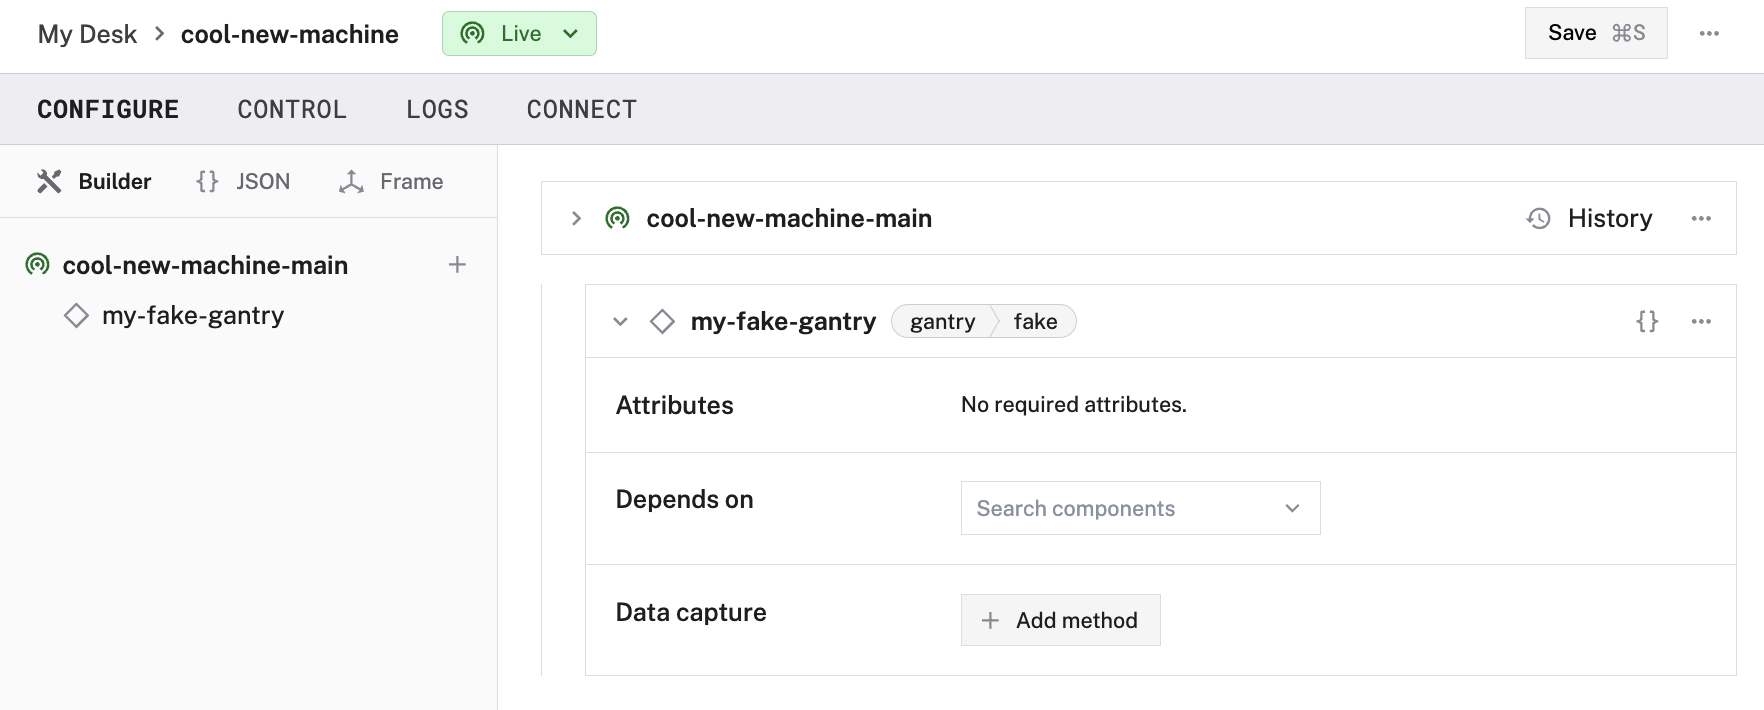 My Desk > cool-new-machine Live Save ⌘S ···
CONFIGURE CONTROL LOGS CONNECT
Builder {} JSON Frame
cool-new-machine-main +
my-fake-gantry
cool-new-machine-main History ···
my-fake-gantry gantry fake {} ···
Attributes No required attributes.
Depends on Search components
Data capture + Add method